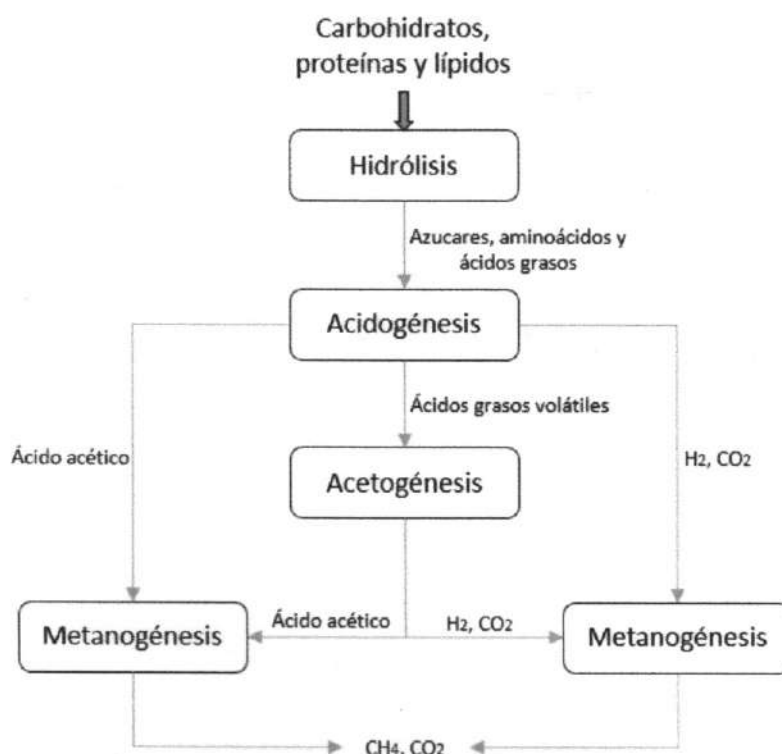 Carbohidratos,
proteínas y lípidos
Hidrólisis
Azucares, aminoácidos y
ácidos grasos
Acidogénesis
Ácidos grasos volátiles
Ácido acético
H2, CO2
Acetogénesis
Ácido acético
H2, CO2
Metanogénesis
Metanogénesis
CH4, CO2